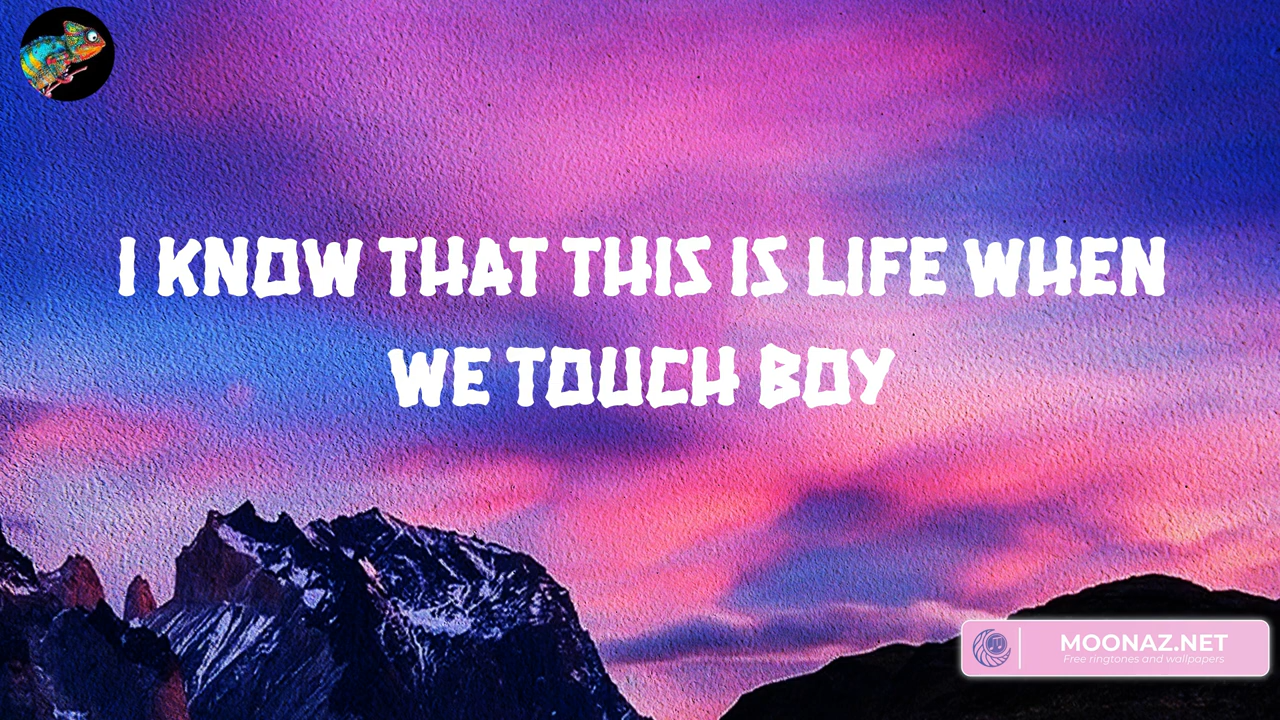 I KNOW THAT THIS IS LIFE WHEN
WE TOUCH BOY
MOONAZ.NET
Free ringtones and wallpapers